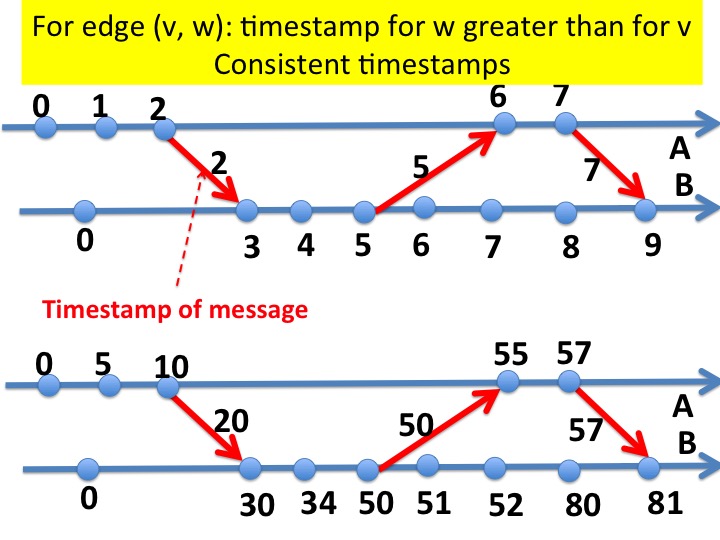 For edge (v, w): timestamp for w greater than for v
Consistent timestamps
0 1 2 6 7
A
2 5 7
B
0 3 4 5 6 7 8 9
Timestamp of message
0 5 10 55 57
A
20 50 57
B
0 30 34 50 51 52 80 81